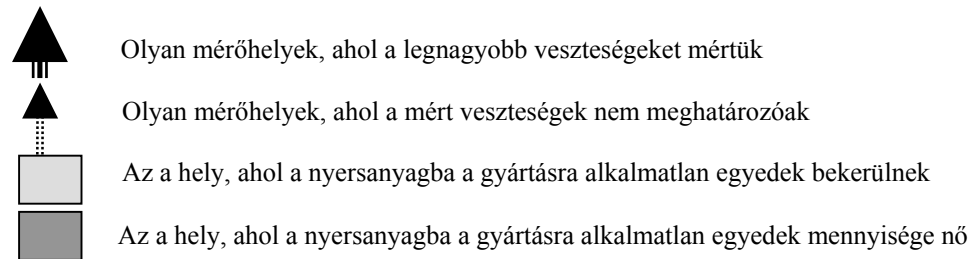 Olyan mérőhelyek, ahol a legnagyobb veszteségeket mértük
Olyan mérőhelyek, ahol a mért veszteségek nem meghatározóak
Az a hely, ahol a nyersanyagba a gyártásra alkalmatlan egyedek bekerülnek
Az a hely, ahol a nyersanyagba a gyártásra alkalmatlan egyedek mennyisége nő